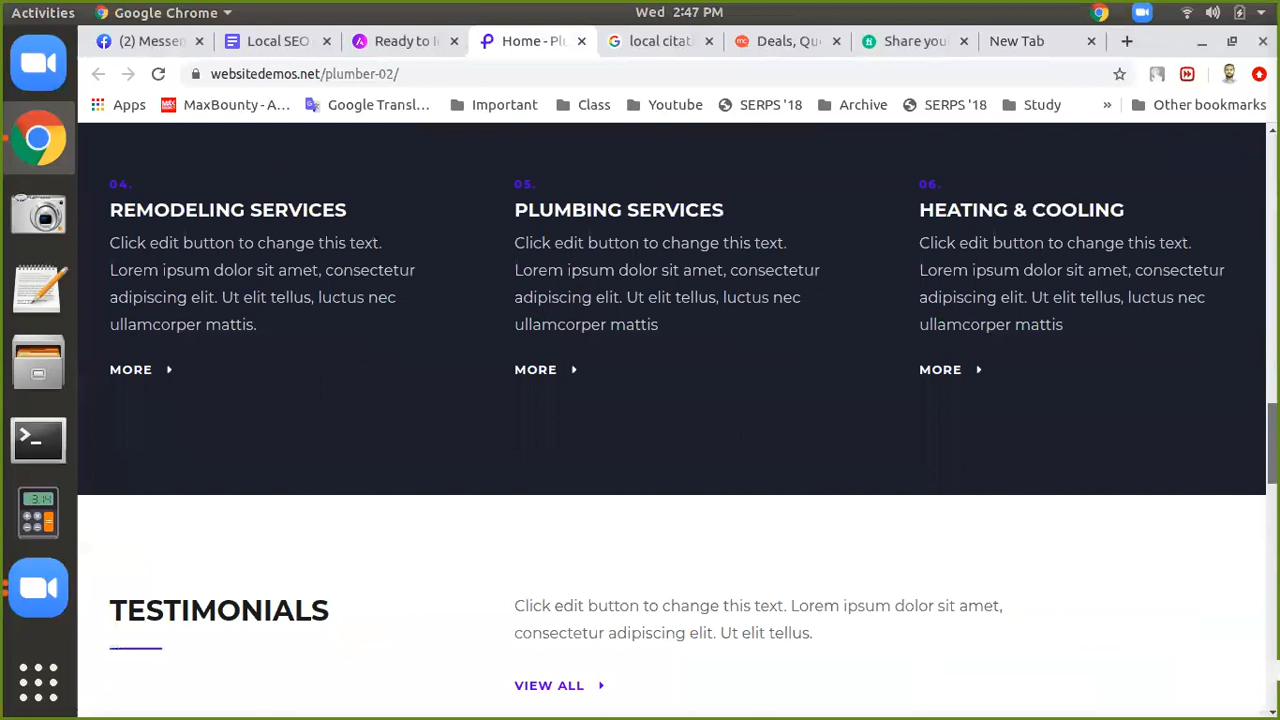 Activities
Google Chrome
Wed 2:47 PM
(2) Messen
Local SEO
Ready to I
Home - Plu
local citat
Deals, Qu
Share you
New Tab
websitedemos.net/plumber-02/
Apps
MaxBounty - A...
Google Transl...
Important
Class
Youtube
SERPS '18
Archive
SERPS '18
Study
»
Other bookmarks
04.
REMODELING SERVICES
Click edit button to change this text.
Lorem ipsum dolor sit amet, consectetur
adipiscing elit. Ut elit tellus, luctus nec
ullamcorper mattis.
MORE
05.
PLUMBING SERVICES
Click edit button to change this text.
Lorem ipsum dolor sit amet, consectetur
adipiscing elit. Ut elit tellus, luctus nec
ullamcorper mattis
MORE
06.
HEATING & COOLING
Click edit button to change this text.
Lorem ipsum dolor sit amet, consectetur
adipiscing elit. Ut elit tellus, luctus nec
ullamcorper mattis
MORE
3.14
TESTIMONIALS
Click edit button to change this text. Lorem ipsum dolor sit amet,
consectetur adipiscing elit. Ut elit tellus.
VIEW ALL